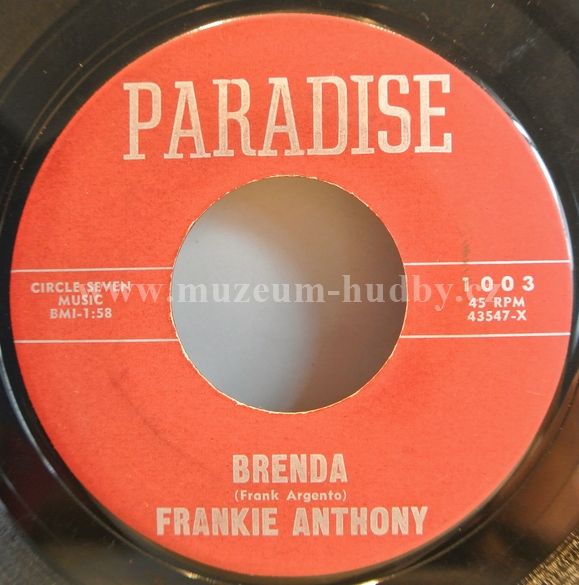 PARADISE
CIRCLE SEVEN
MUSIC
BMI-1:58
1003
45 RPM
43547-X
www.muzeum-hudby.cz
BRENDA
(Frank Argento)
FRANKIE ANTHONY